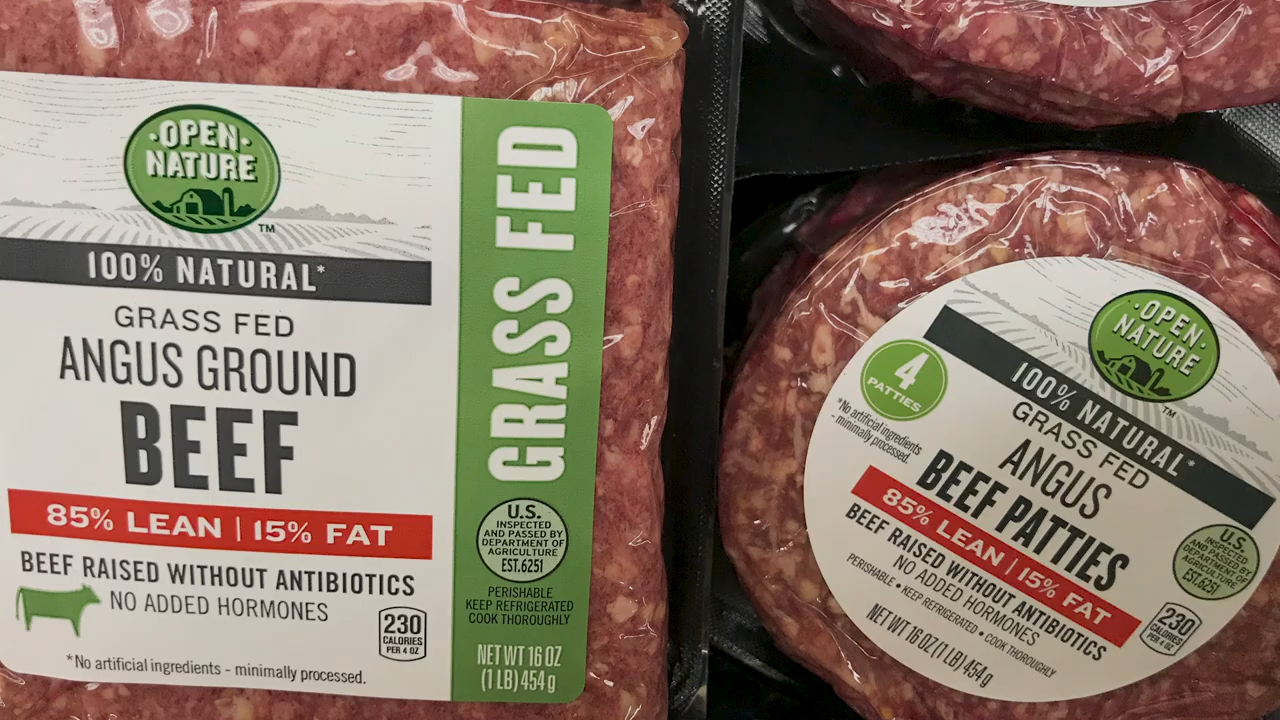 ·OPEN·
NATURE
TM
100% NATURAL*
GRASS FED
ANGUS GROUND
BEEF
85% LEAN | 15% FAT
BEEF RAISED WITHOUT ANTIBIOTICS
NO ADDED HORMONES
230
CALORIES
PER 4 OZ
*No artificial ingredients – minimally processed.
GRASS FED
U.S.
INSPECTED
AND PASSED BY
DEPARTMENT OF
AGRICULTURE
EST.6251
PERISHABLE
KEEP REFRIGERATED
COOK THOROUGHLY
NET WT 16 OZ
(1 LB) 454 g
·OPEN·
NATURE
TM
4
PATTIES
*No artificial ingredients
– minimally processed.
100% NATURAL*
GRASS FED
ANGUS
BEEF PATTIES
85% LEAN | 15% FAT
BEEF RAISED WITHOUT ANTIBIOTICS
NO ADDED HORMONES
PERISHABLE • KEEP REFRIGERATED • COOK THOROUGHLY
NET WT 16 OZ (1 LB) 454 g
U.S.
INSPECTED
AND PASSED BY
DEPARTMENT OF
AGRICULTURE
EST.6251
230
CALORIES
PER 4 OZ